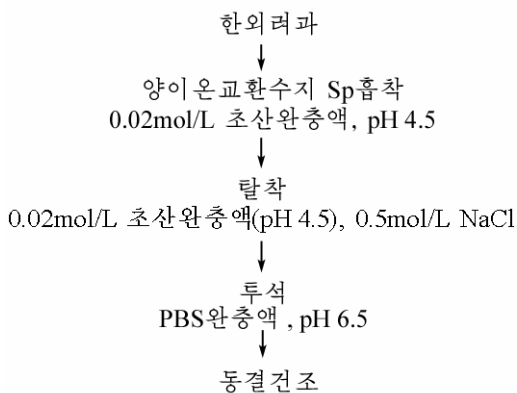 한외려과
양이온교환수지 Sp흡착
0.02mol/L 초산완충액, pH 4.5
탈착
0.02mol/L 초산완충액(pH 4.5), 0.5mol/L NaCl
투석
PBS완충액 , pH 6.5
동결건조